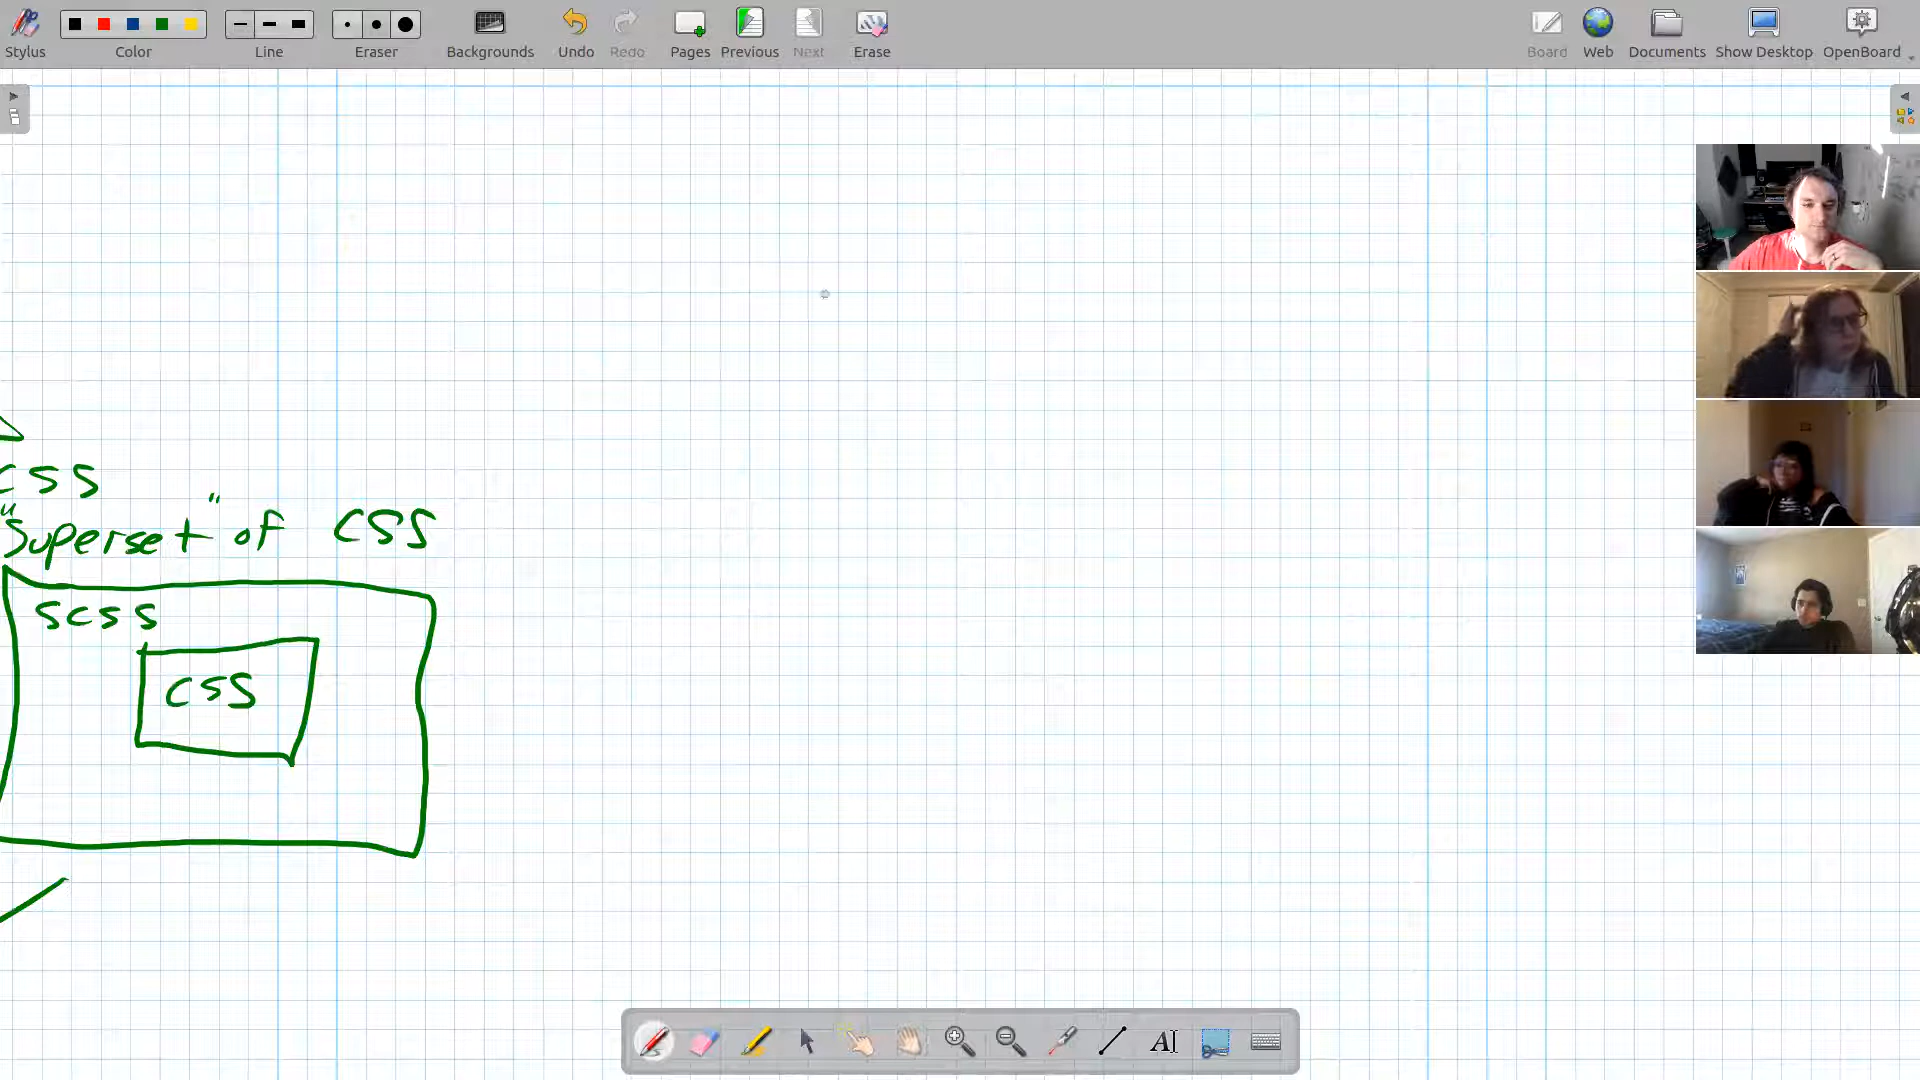 Stylus
Color
Line
Eraser
Backgrounds
Undo
Redo
Pages
Previous
Next
Erase
Board
Web
Documents
Show Desktop
OpenBoard
CSS
"Superset" of CSS
SCSS
CSS